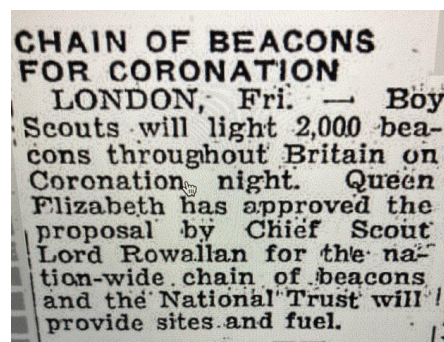 CHAIN OF BEACONS
FOR CORONATION
LONDON, Fri. — Boy
Scouts will light 2,000 bea-
cons throughout Britain on
Coronation night. Queen
Elizabeth has approved the
proposal by Chief Scout
Lord Rowallan for the na-
tion-wide chain of beacons
and the National Trust will
provide sites and fuel.